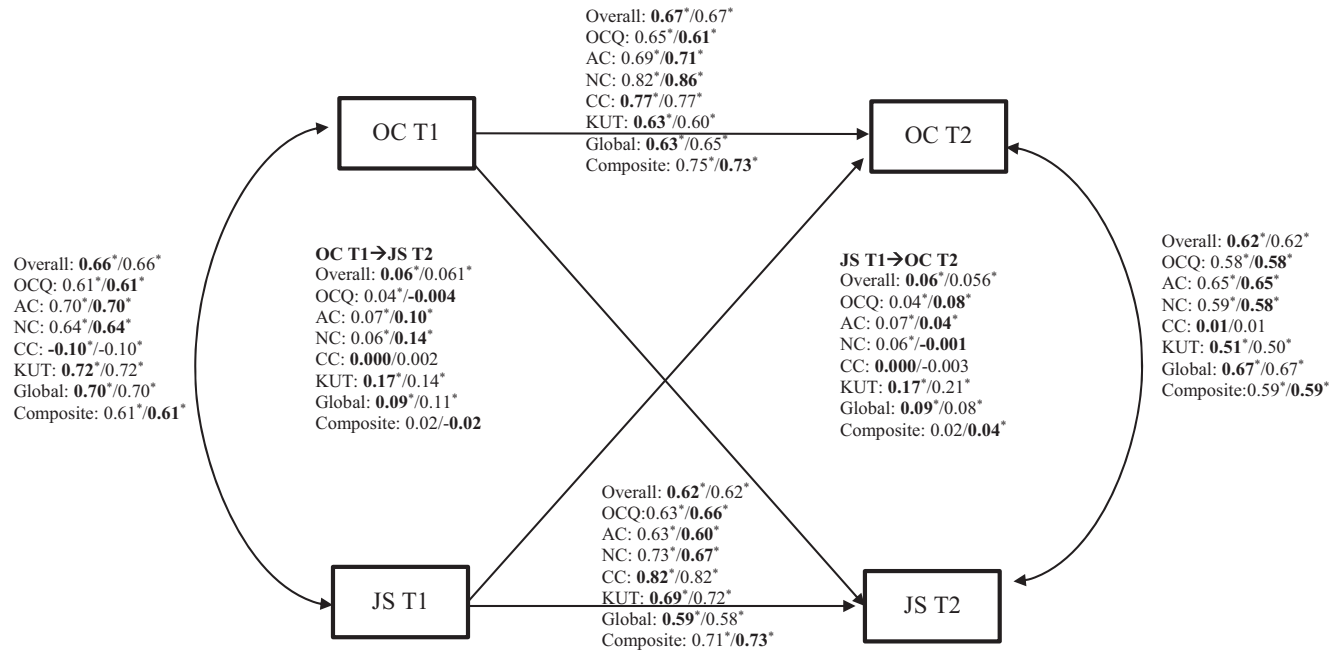 Overall: 0.67*/0.67*
OCQ: 0.65*/0.61*
AC: 0.69*/0.71*
NC: 0.82*/0.86*
CC: 0.77*/0.77*
KUT: 0.63*/0.60*
Global: 0.63*/0.65*
Composite: 0.75*/0.73*
OC T1
OC T2
Overall: 0.66*/0.66*
OCQ: 0.61*/0.61*
AC: 0.70*/0.70*
NC: 0.64*/0.64*
CC: -0.10*/-0.10*
KUT: 0.72*/0.72*
Global: 0.70*/0.70*
Composite: 0.61*/0.61*
OC T1→JS T2
Overall: 0.06*/0.061*
OCQ: 0.04*/-0.004
AC: 0.07*/0.10*
NC: 0.06*/0.14*
CC: 0.000/0.002
KUT: 0.17*/0.14*
Global: 0.09*/0.11*
Composite: 0.02/-0.02
JS T1→OC T2
Overall: 0.06*/0.056*
OCQ: 0.04*/0.08*
AC: 0.07*/0.04*
NC: 0.06*/-0.001
CC: 0.000/-0.003
KUT: 0.17*/0.21*
Global: 0.09*/0.08*
Composite: 0.02/0.04*
Overall: 0.62*/0.62*
OCQ: 0.58*/0.58*
AC: 0.65*/0.65*
NC: 0.59*/0.58*
CC: 0.01/0.01
KUT: 0.51*/0.50*
Global: 0.67*/0.67*
Composite:0.59*/0.59*
Overall: 0.62*/0.62*
OCQ:0.63*/0.66*
AC: 0.63*/0.60*
NC: 0.73*/0.67*
CC: 0.82*/0.82*
KUT: 0.69*/0.72*
Global: 0.59*/0.58*
Composite: 0.71*/0.73*
JS T1
JS T2